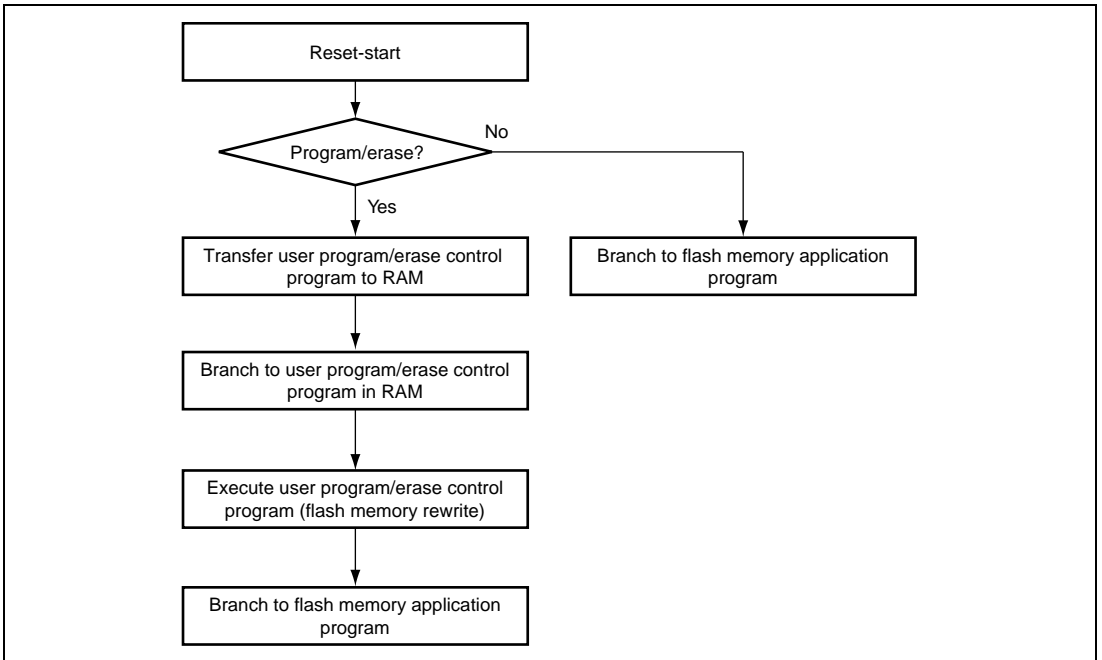 Reset-start
Program/erase?
No
Yes
Transfer user program/erase control
program to RAM
Branch to flash memory application
program
Branch to user program/erase control
program in RAM
Execute user program/erase control
program (flash memory rewrite)
Branch to flash memory application
program